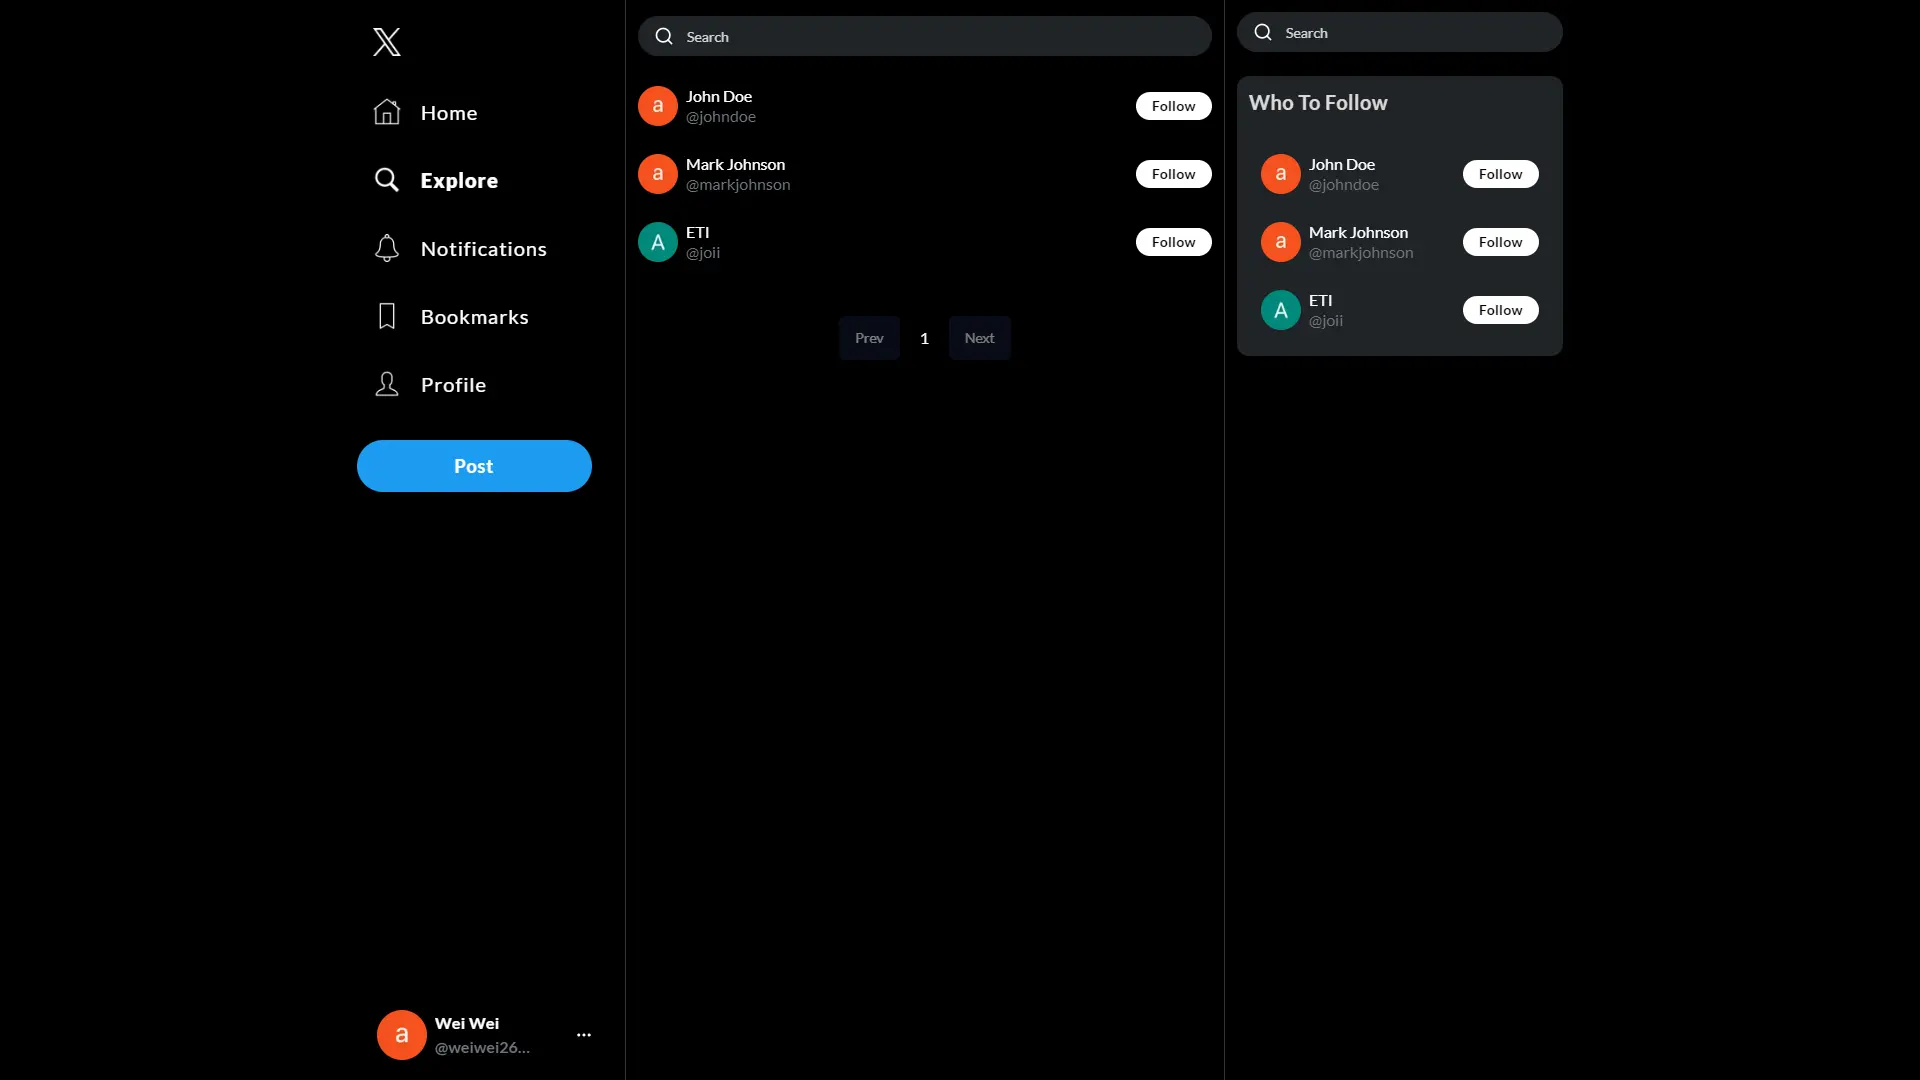 Home
Explore
Notifications
Bookmarks
Profile
Post
a
Wei Wei
@weiwei26...
Search
a
John Doe
@johndoe
Follow
a
Mark Johnson
@markjohnson
Follow
A
ETI
@joii
Follow
Prev
1
Next
Search
Who To Follow
a
John Doe
@johndoe
Follow
a
Mark Johnson
@markjohnson
Follow
A
ETI
@joii
Follow